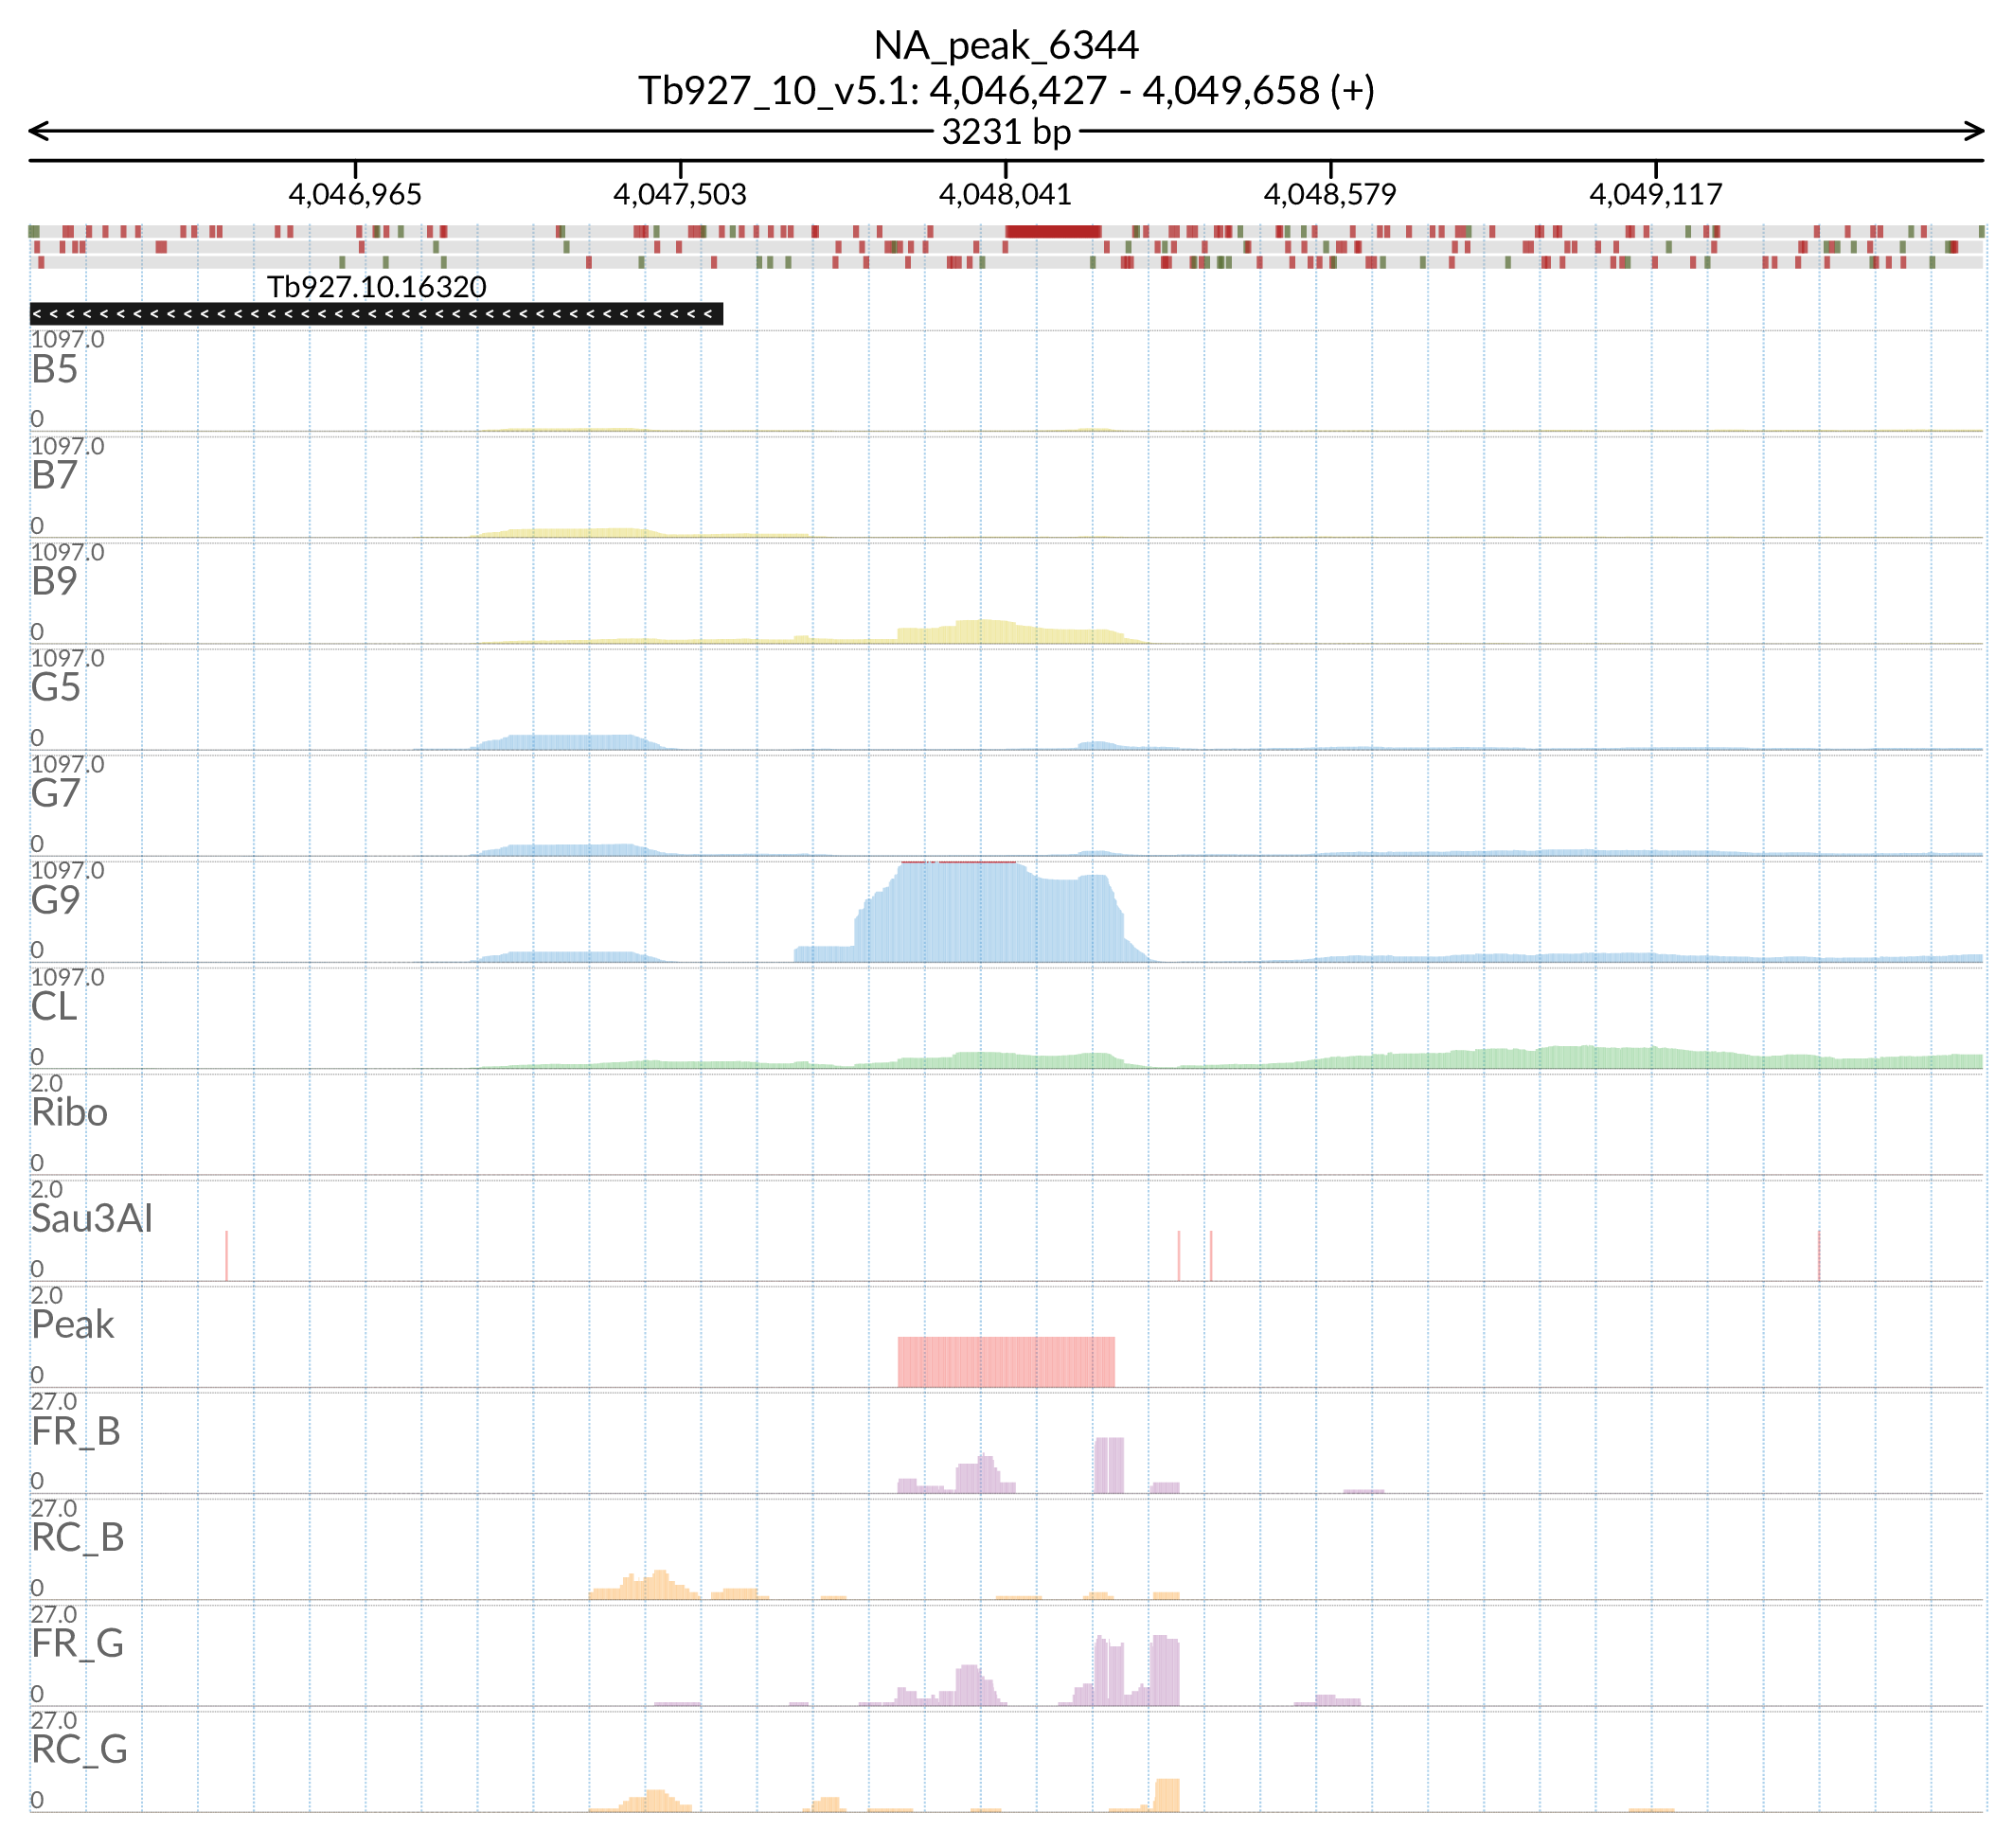 NA_peak_6344
Tb927_10_v5.1: 4,046,427 - 4,049,658 (+)
3231 bp
4,046,965 4,047,503 4,048,041 4,048,579 4,049,117
Tb927.10.16320
1097.0
B5
0
1097.0
B7
0
1097.0
B9
0
1097.0
G5
0
1097.0
G7
0
1097.0
G9
0
1097.0
CL
0
2.0
Ribo
0
2.0
Sau3AI
0
2.0
Peak
0
27.0
FR_B
0
27.0
RC_B
0
27.0
FR_G
0
27.0
RC_G
0